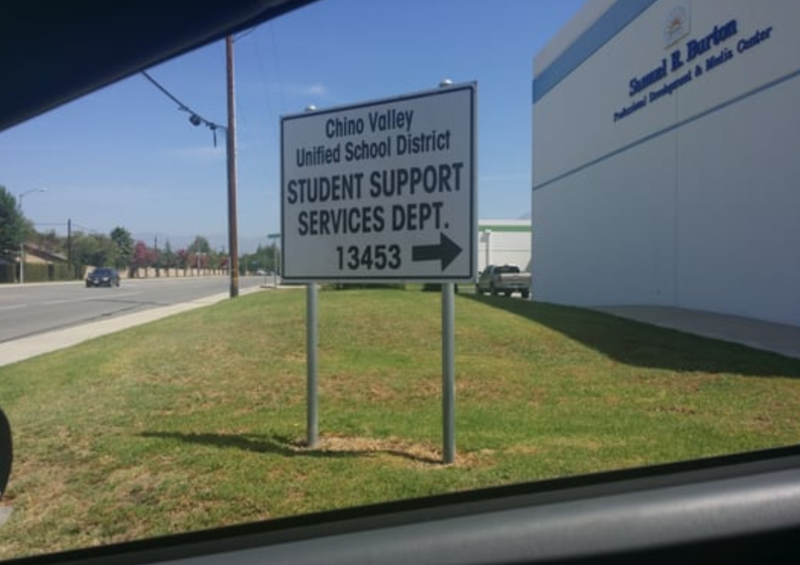 Chino Valley
Unified School District
STUDENT SUPPORT
SERVICES DEPT.
13453
Samuel R. Burton
Professional Development & Media Center